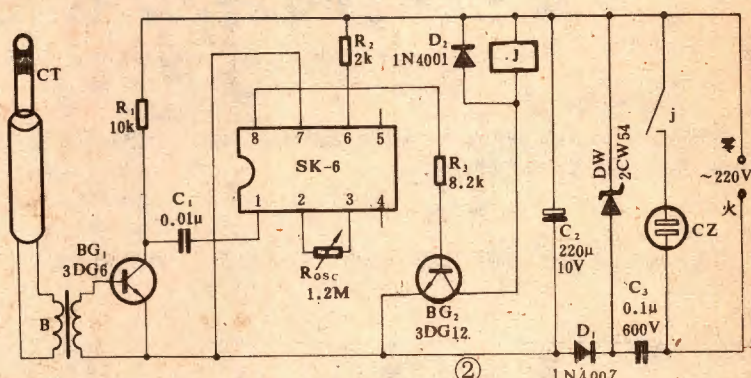 CT
R₁
10k
BG₁
3DG6
B
C₁
0.01μ
R₂
2k
8
7
6
5
SK-6
1
2
3
4
Rosc
1.2M
D₂
1N4001
J
R₃
8.2k
BG₂
3DG12
C₂
220μ
10V
DW
2CW54
j
CZ
C₃
0.1μ
600V
D₁
1N4007
~220V
火
②